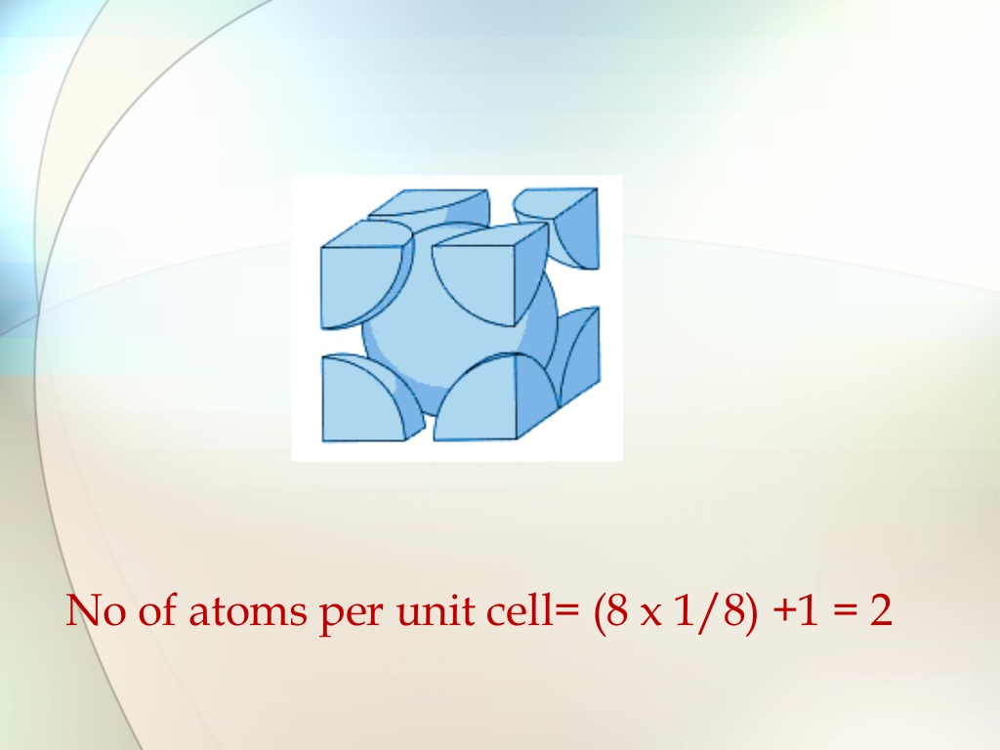 No of atoms per unit cell= (8 x 1/8) +1 = 2